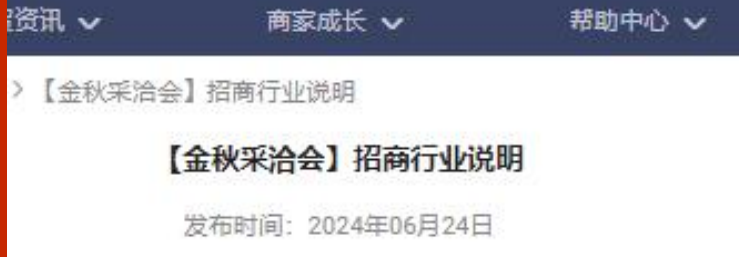 资讯 商家成长 帮助中心
> 【金秋采洽会】招商行业说明
【金秋采洽会】招商行业说明
发布时间：2024年06月24日